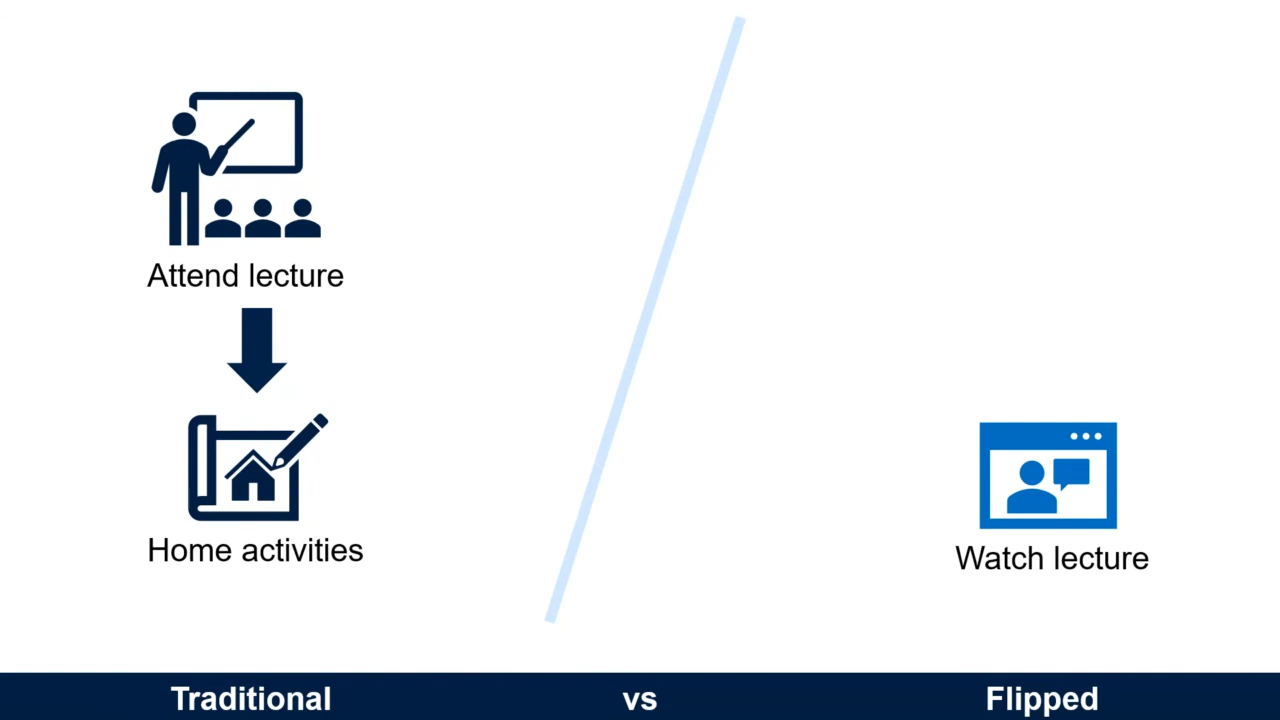 Attend lecture
Home activities
Watch lecture
Traditional vs Flipped